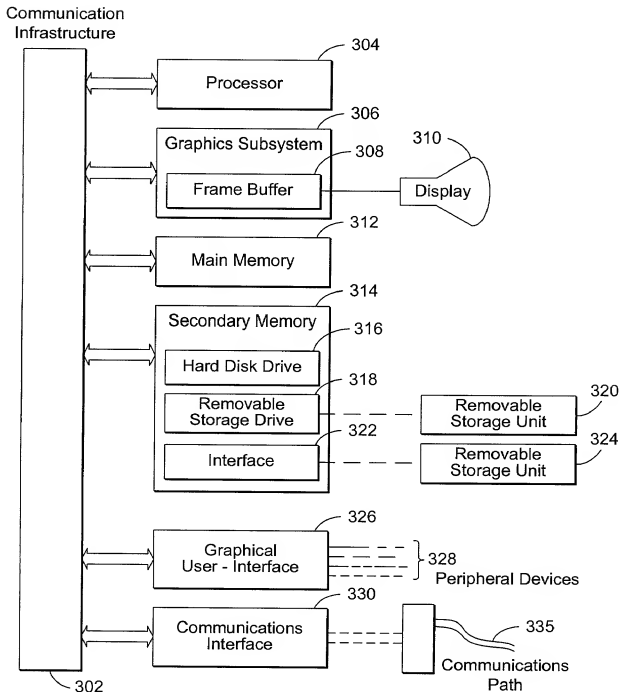 Communication
Infrastructure
304
Processor
306
Graphics Subsystem
308
310
Frame Buffer
Display
312
Main Memory
314
Secondary Memory
316
Hard Disk Drive
318
Removable
Storage Drive
320
Removable
Storage Unit
322
Interface
324
Removable
Storage Unit
326
Graphical
User - Interface
328
Peripheral Devices
330
Communications
Interface
335
Communications
Path
302